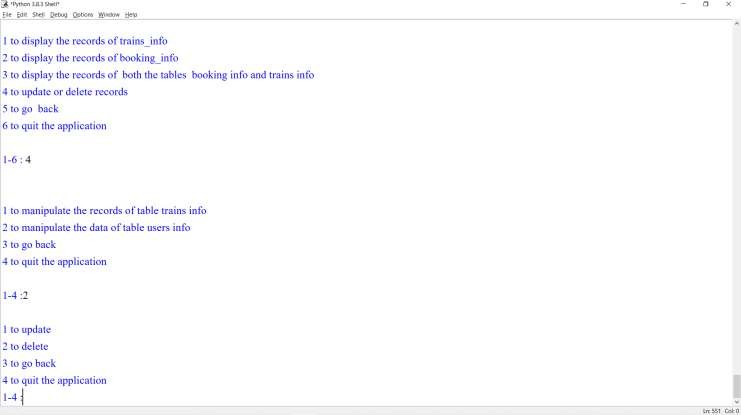 *Python 3.8.3 Shell*
File Edit Shell Debug Options Window Help
1 to display the records of trains_info
2 to display the records of booking_info
3 to display the records of  both the tables  booking info and trains info
4 to update or delete records
5 to go  back
6 to quit the application
1-6 : 4
1 to manipulate the records of table trains info
2 to manipulate the data of table users info
3 to go back
4 to quit the application
1-4 :2
1 to update
2 to delete
3 to go back
4 to quit the application
1-4 :
Ln: 551 Col: 0